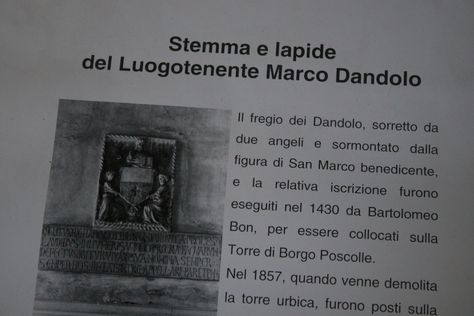 Stemma e lapide
del Luogotenente Marco Dandolo
Il fregio dei Dandolo, sorretto da
due angeli e sormontato dalla
figura di San Marco benedicente,
e la relativa iscrizione furono
eseguiti nel 1430 da Bartolomeo
Bon, per essere collocati sulla
Torre di Borgo Poscolle.
Nel 1857, quando venne demolita
la torre urbica, furono posti sulla